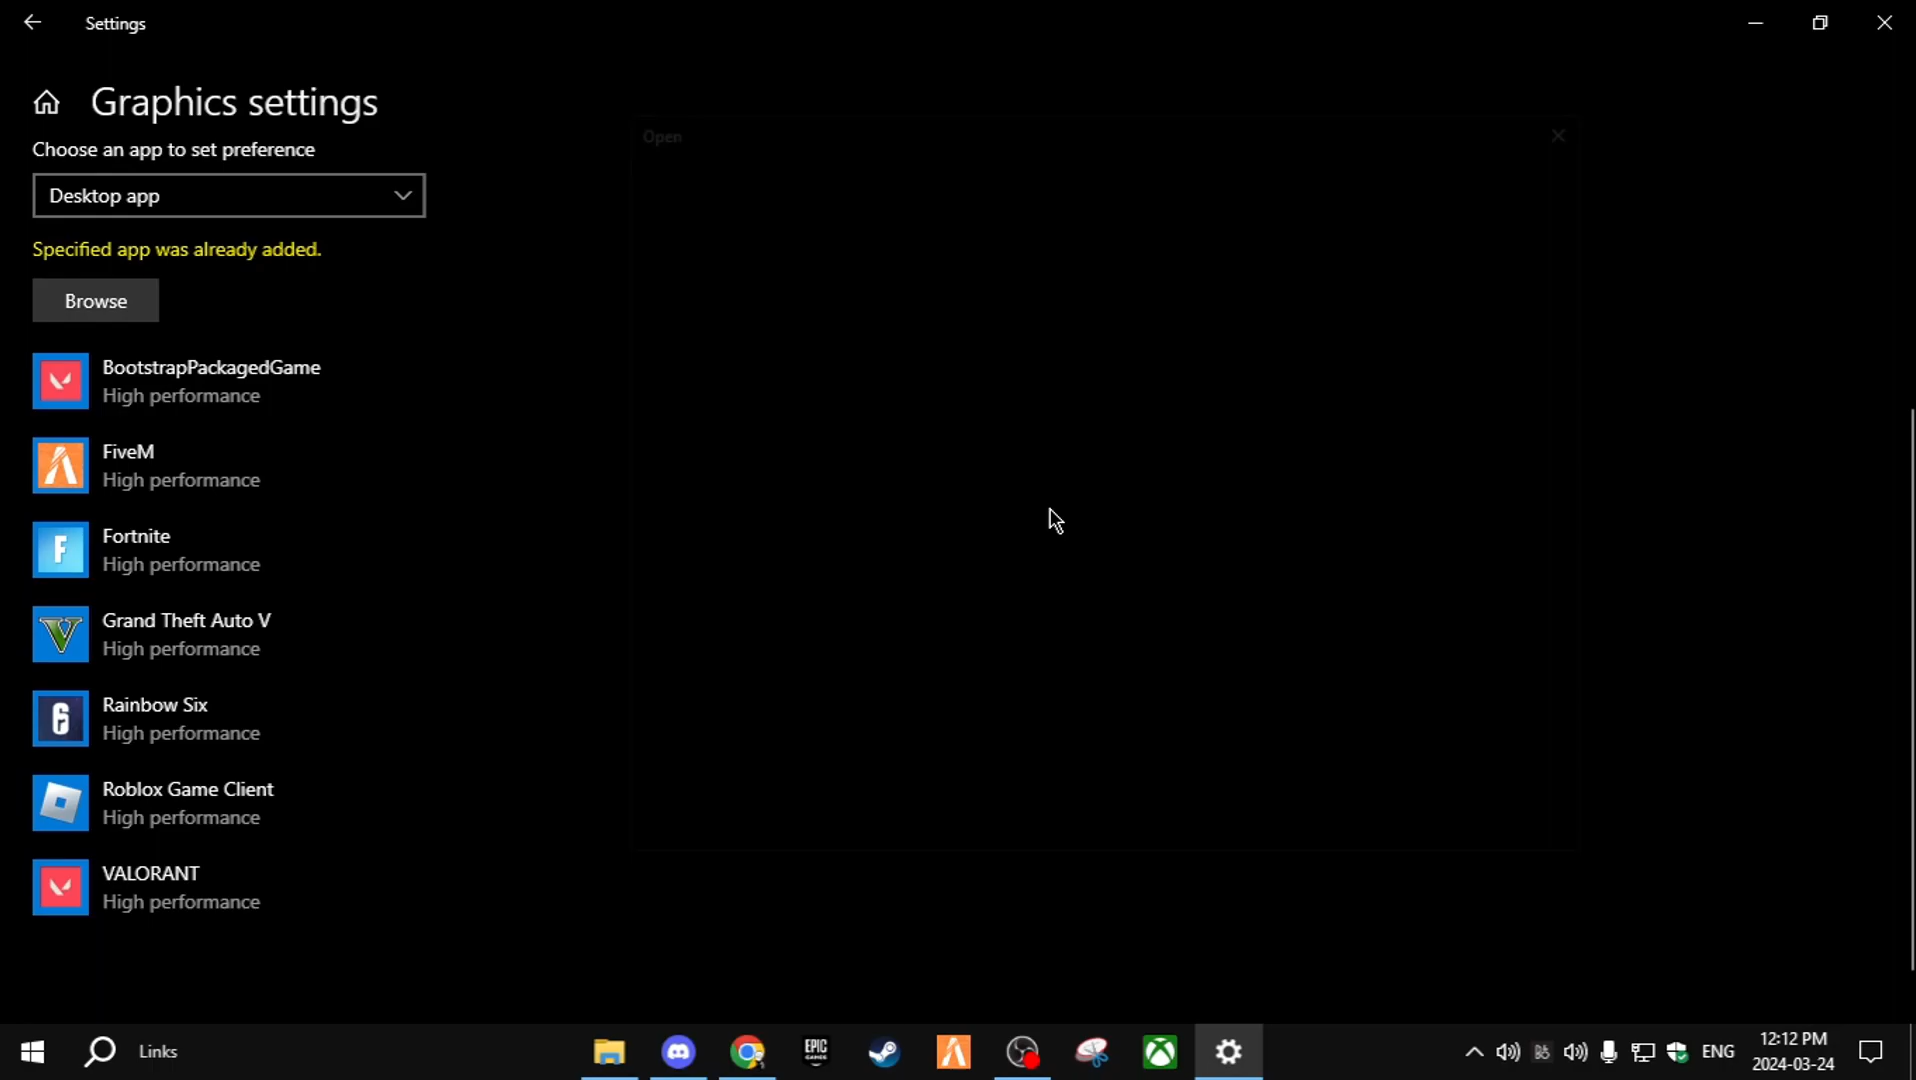 Settings
Graphics settings
Choose an app to set preference
Desktop app
Specified app was already added.
Browse
BootstrapPackagedGame
High performance
FiveM
High performance
Fortnite
High performance
Grand Theft Auto V
High performance
Rainbow Six
High performance
Roblox Game Client
High performance
VALORANT
High performance
Open
Links
EPIC
GAMES
ENG
12:12 PM
2024-03-24